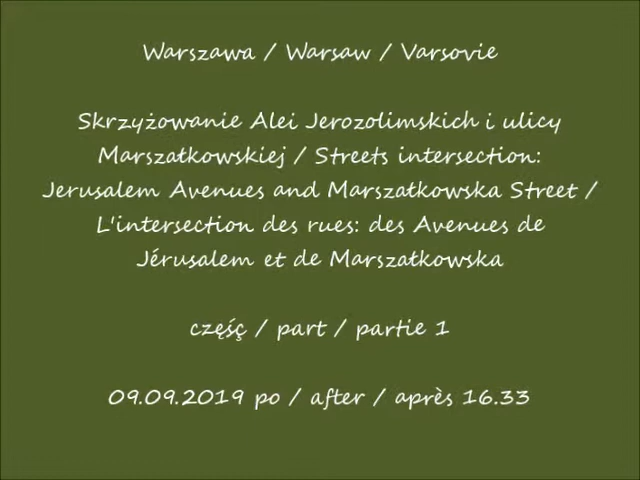 Warszawa / Warsaw / Varsovie
Skrzyżowanie Alei Jerozolimskich i ulicy
Marszałkowskiej / Streets intersection:
Jerusalem Avenues and Marszałkowska Street /
L'intersection des rues: des Avenues de
Jérusalem et de Marszałkowska
częśç / part / partie 1
09.09.2019 po / after / après 16.33